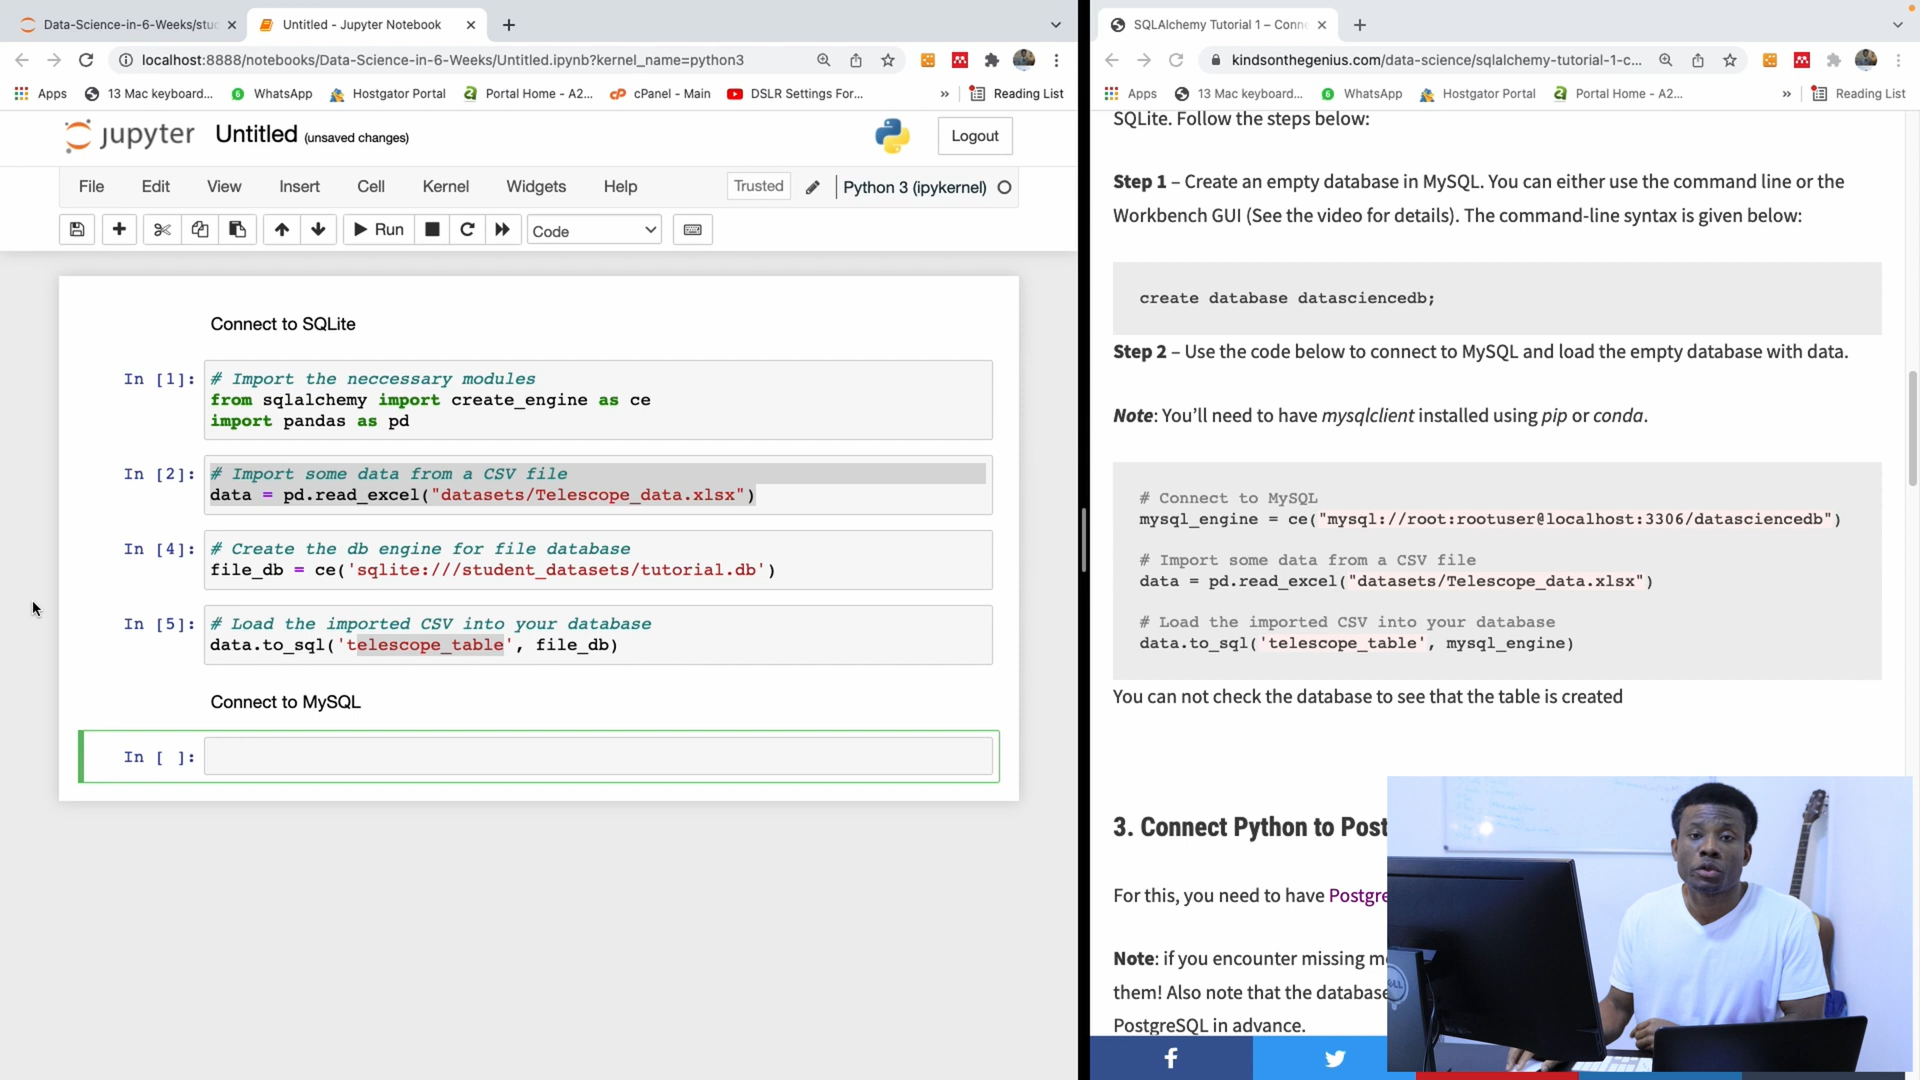 Data-Science-in-6-Weeks/stud
Untitled - Jupyter Notebook
localhost:8888/notebooks/Data-Science-in-6-Weeks/Untitled.ipynb?kernel_name=python3
Apps 13 Mac keyboard... WhatsApp Hostgator Portal Portal Home - A2... cPanel - Main DSLR Settings For... » Reading List
jupyter Untitled (unsaved changes)
Logout
File Edit View Insert Cell Kernel Widgets Help
Trusted Python 3 (ipykernel)
Run Code
Connect to SQLite
In [1]:
# Import the neccessary modules
from sqlalchemy import create_engine as ce
import pandas as pd
In [2]:
# Import some data from a CSV file
data = pd.read_excel("datasets/Telescope_data.xlsx")
In [4]:
# Create the db engine for file database
file_db = ce('sqlite:///student_datasets/tutorial.db')
In [5]:
# Load the imported CSV into your database
data.to_sql('telescope_table', file_db)
Connect to MySQL
In [ ]:
SQLAlchemy Tutorial 1 – Conne
kindsonthegenius.com/data-science/sqlalchemy-tutorial-1-c...
Apps 13 Mac keyboard... WhatsApp Hostgator Portal Portal Home - A2... » Reading List
SQLite. Follow the steps below:
Step 1 – Create an empty database in MySQL. You can either use the command line or the
Workbench GUI (See the video for details). The command-line syntax is given below:
create database datasciencedb;
Step 2 – Use the code below to connect to MySQL and load the empty database with data.
Note: You’ll need to have mysqlclient installed using pip or conda.
# Connect to MySQL
mysql_engine = ce("mysql://root:rootuser@localhost:3306/datasciencedb")
# Import some data from a CSV file
data = pd.read_excel("datasets/Telescope_data.xlsx")
# Load the imported CSV into your database
data.to_sql('telescope_table', mysql_engine)
You can not check the database to see that the table is created
3. Connect Python to Post
For this, you need to have Postgre
Note: if you encounter missing m
them! Also note that the database
PostgreSQL in advance.
DELL